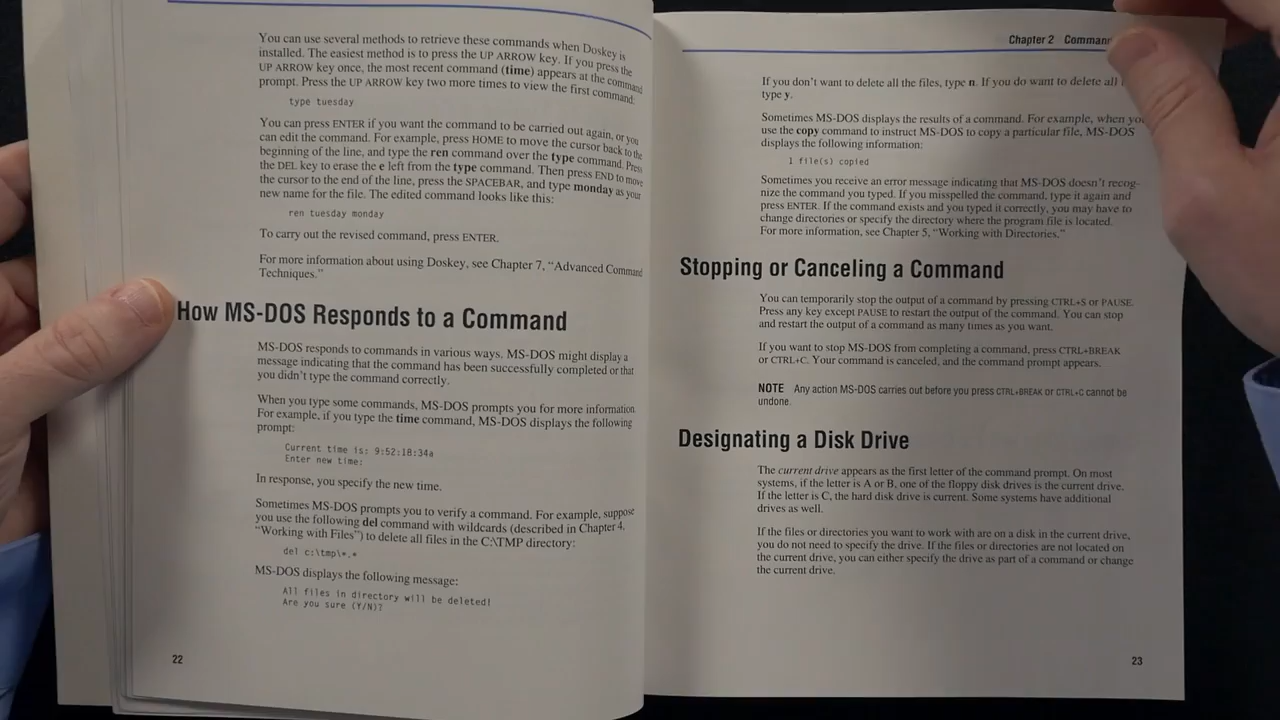 You can use several methods to retrieve these commands when Doskey is
installed. The easiest method is to press the UP ARROW key. If you press the
UP ARROW key once, the most recent command (time) appears at the command
prompt. Press the UP ARROW key two more times to view the first command:
type tuesday
You can press ENTER if you want the command to be carried out again, or you
can edit the command. For example, press HOME to move the cursor back to the
beginning of the line, and type the ren command over the type command. Press
the DEL key to erase the e left from the type command. Then press END to move
the cursor to the end of the line, press the SPACEBAR, and type monday as your
new name for the file. The edited command looks like this:
ren tuesday monday
To carry out the revised command, press ENTER.
For more information about using Doskey, see Chapter 7, "Advanced Command
Techniques."
How MS-DOS Responds to a Command
MS-DOS responds to commands in various ways. MS-DOS might display a
message indicating that the command has been successfully completed or that
you didn't type the command correctly.
When you type some commands, MS-DOS prompts you for more information.
For example, if you type the time command, MS-DOS displays the following
prompt:
Current time is: 9:52:18:34a
Enter new time:
In response, you specify the new time.
Sometimes MS-DOS prompts you to verify a command. For example, suppose
you use the following del command with wildcards (described in Chapter 4,
"Working with Files") to delete all files in the C:\TMP directory:
del c:\tmp\*.*
MS-DOS displays the following message:
All files in directory will be deleted!
Are you sure (Y/N)?
22
Chapter 2 Comman
If you don't want to delete all the files, type n. If you do want to delete all
type y.
Sometimes MS-DOS displays the results of a command. For example, when you
use the copy command to instruct MS-DOS to copy a particular file, MS-DOS
displays the following information:
1 file(s) copied
Sometimes you receive an error message indicating that MS-DOS doesn't recog-
nize the command you typed. If you misspelled the command, type it again and
press ENTER. If the command exists and you typed it correctly, you may have to
change directories or specify the directory where the program file is located.
For more information, see Chapter 5, "Working with Directories."
Stopping or Canceling a Command
You can temporarily stop the output of a command by pressing CTRL+S or PAUSE.
Press any key except PAUSE to restart the output of the command. You can stop
and restart the output of a command as many times as you want.
If you want to stop MS-DOS from completing a command, press CTRL+BREAK
or CTRL+C. Your command is canceled, and the command prompt appears.
NOTE Any action MS-DOS carries out before you press CTRL+BREAK or CTRL+C cannot be
undone.
Designating a Disk Drive
The current drive appears as the first letter of the command prompt. On most
systems, if the letter is A or B, one of the floppy disk drives is the current drive.
If the letter is C, the hard disk drive is current. Some systems have additional
drives as well.
If the files or directories you want to work with are on a disk in the current drive,
you do not need to specify the drive. If the files or directories are not located on
the current drive, you can either specify the drive as part of a command or change
the current drive.
23